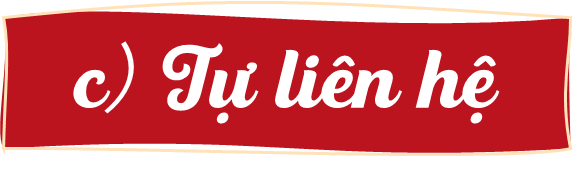 c) Tự liên hệ